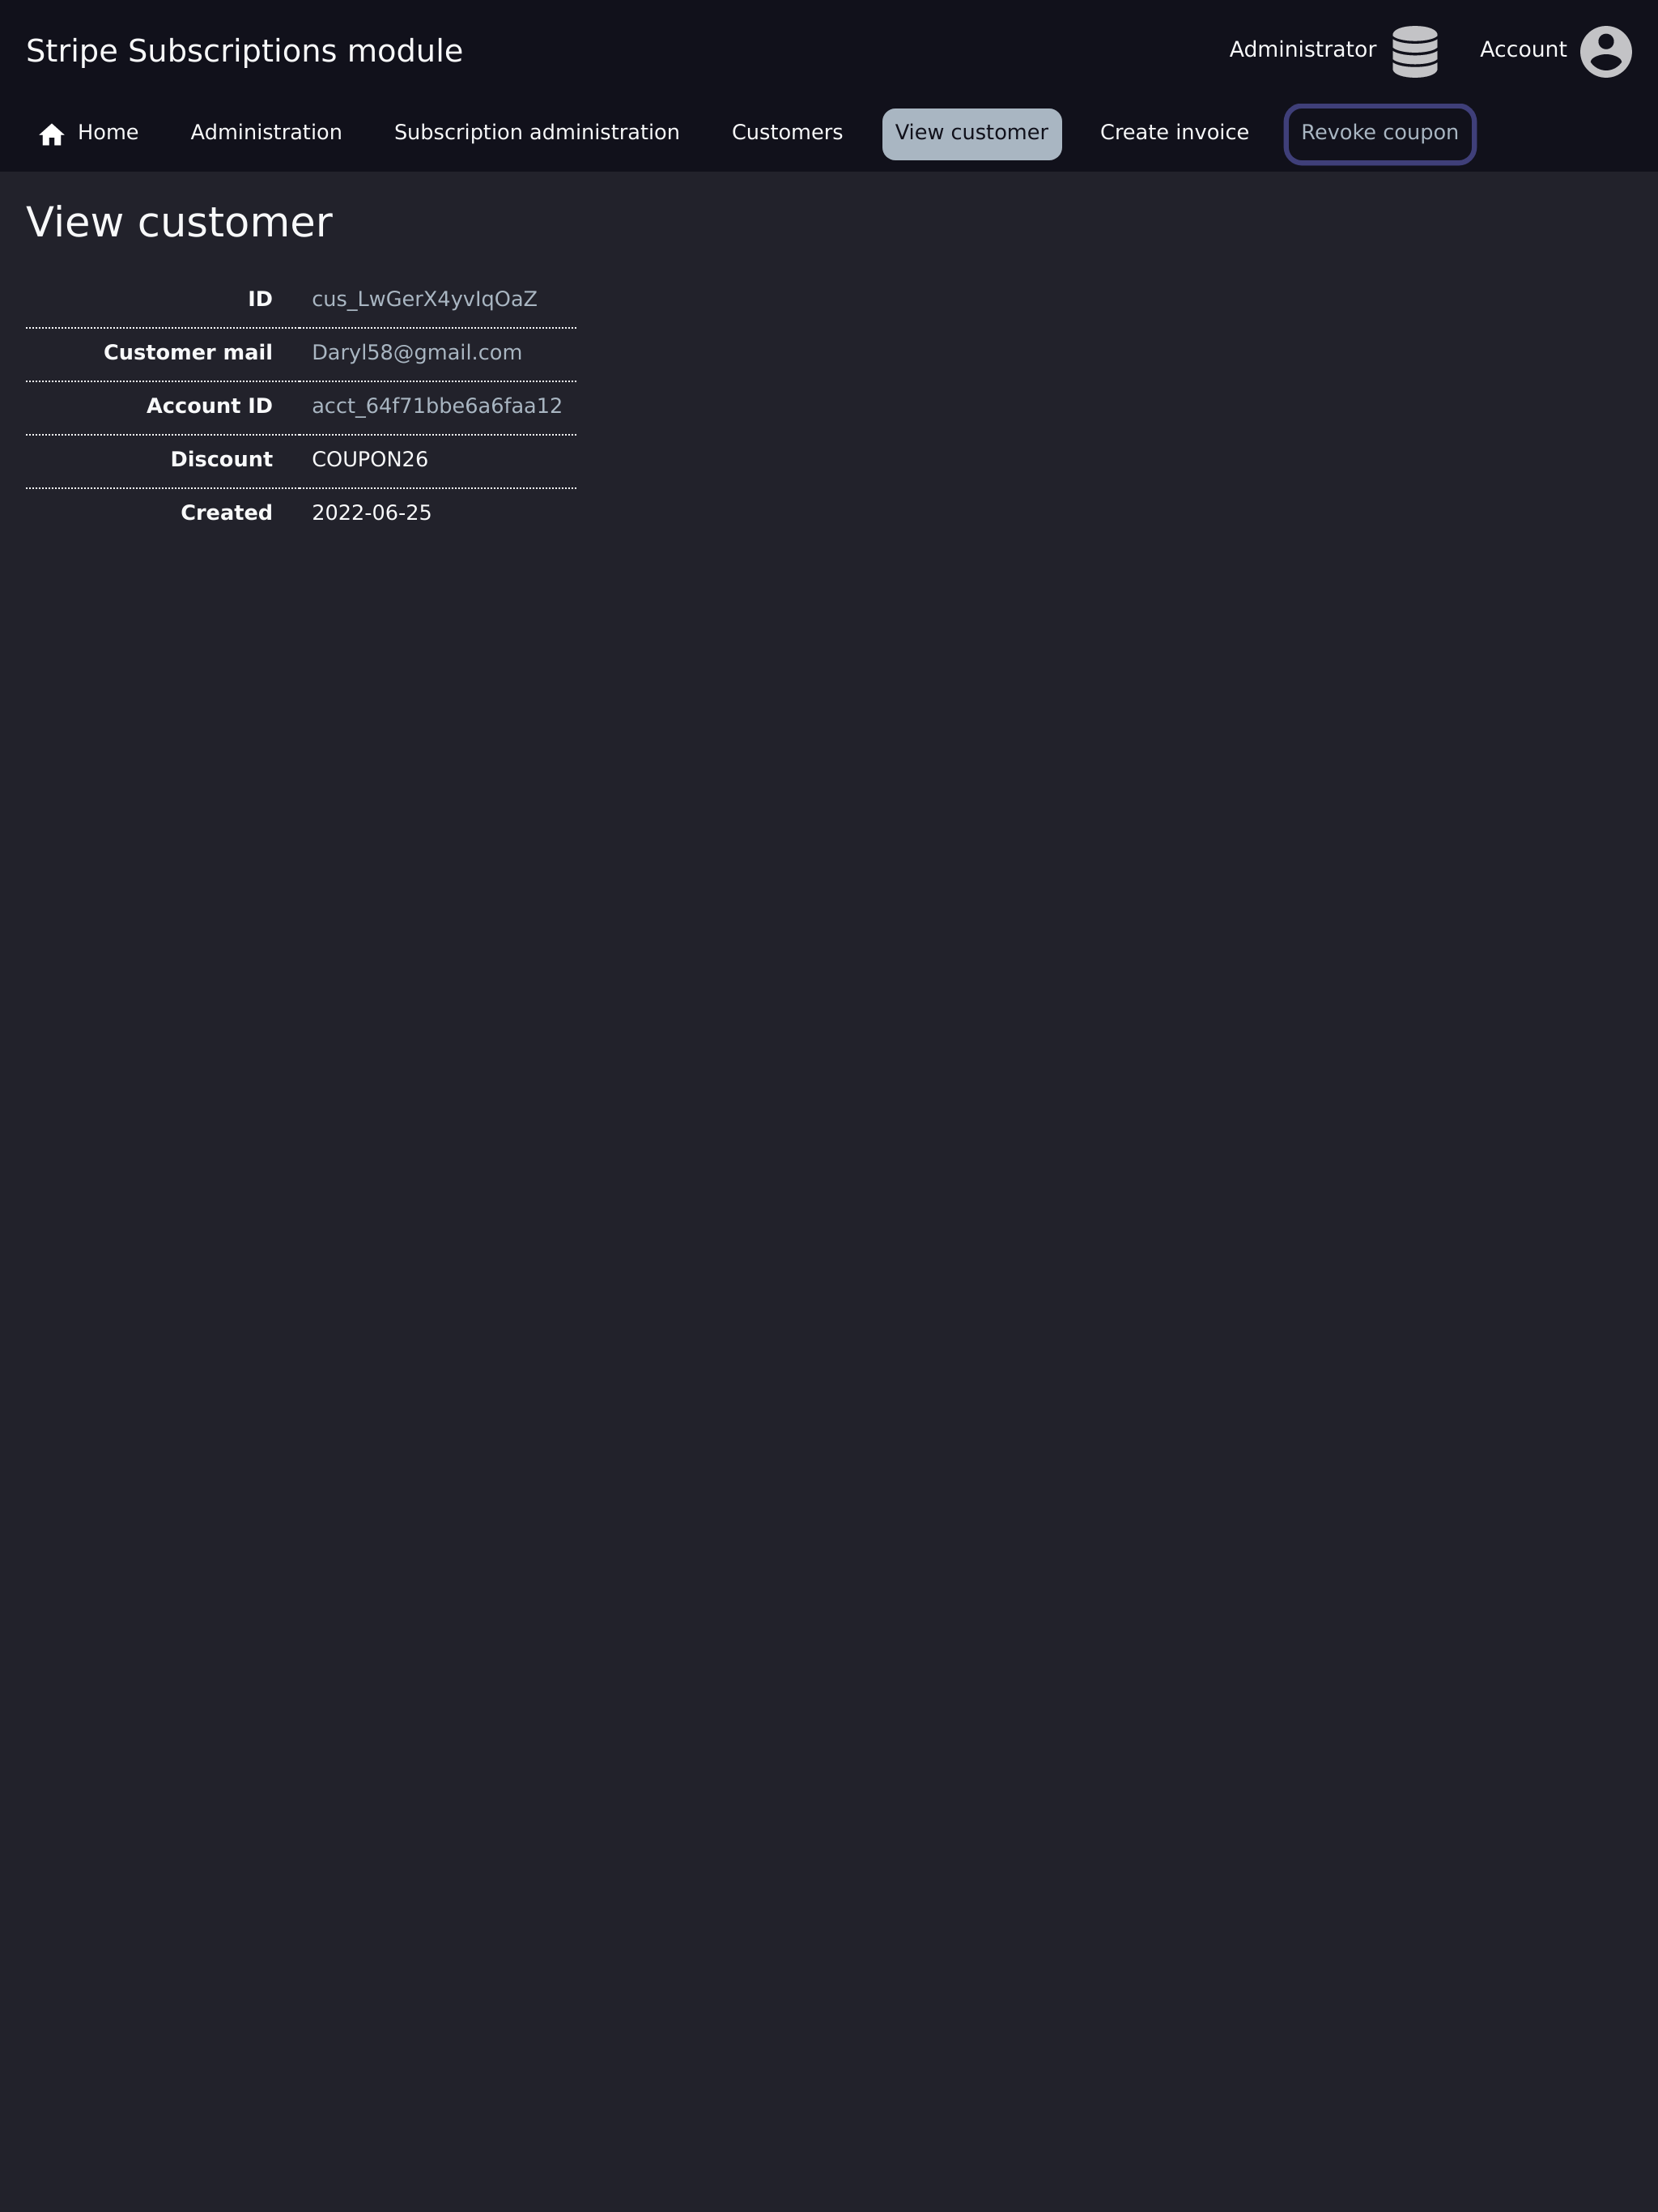 Stripe Subscriptions module
Administrator
Account
Home
Administration
Subscription administration
Customers
View customer
Create invoice
Revoke coupon
View customer
ID cus_LwGerX4yvIqOaZ
Customer mail Daryl58@gmail.com
Account ID acct_64f71bbe6a6faa12
Discount COUPON26
Created 2022-06-25